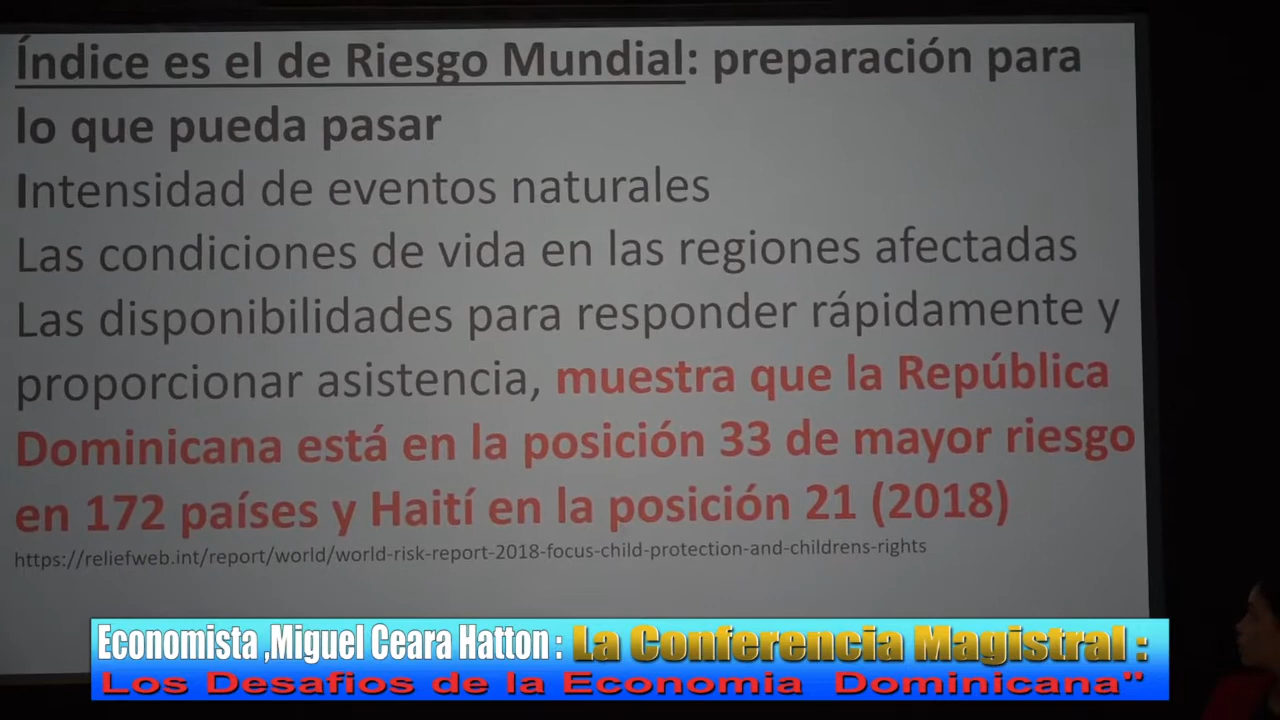 Índice es el de Riesgo Mundial: preparación para
lo que pueda pasar
Intensidad de eventos naturales
Las condiciones de vida en las regiones afectadas
Las disponibilidades para responder rápidamente y
proporcionar asistencia, muestra que la República
Dominicana está en la posición 33 de mayor riesgo
en 172 países y Haití en la posición 21 (2018)
https://reliefweb.int/report/world/world-risk-report-2018-focus-child-protection-and-childrens-rights
Economista ,Miguel Ceara Hatton : La Conferencia Magistral :
Los Desafios de la Economia Dominicana"